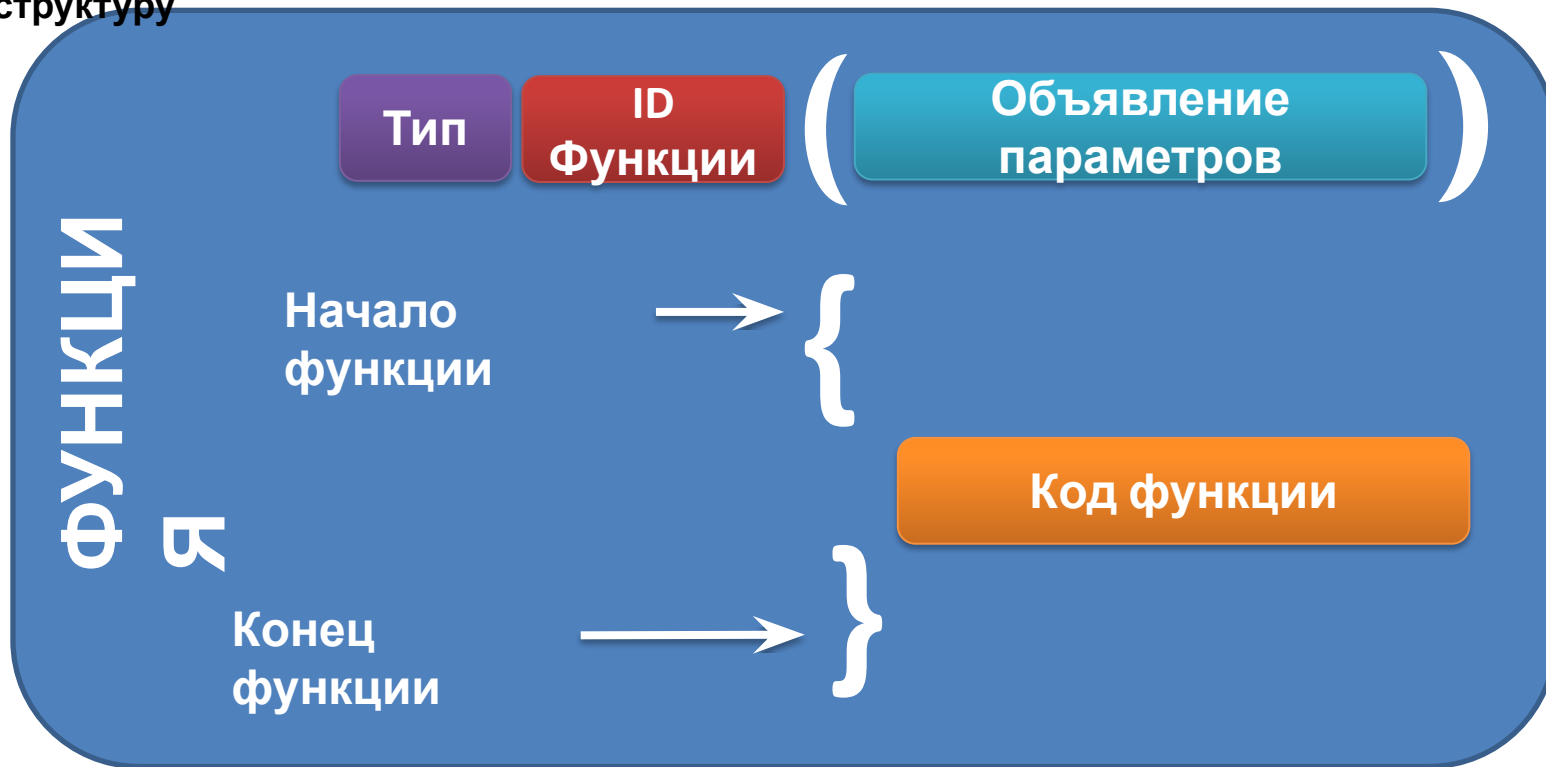 структуру
Тип
ID
Функции
(
Объявление
параметров
)
ФУНКЦИ
Я
Начало
функции
{
Код функции
Конец
функции
}